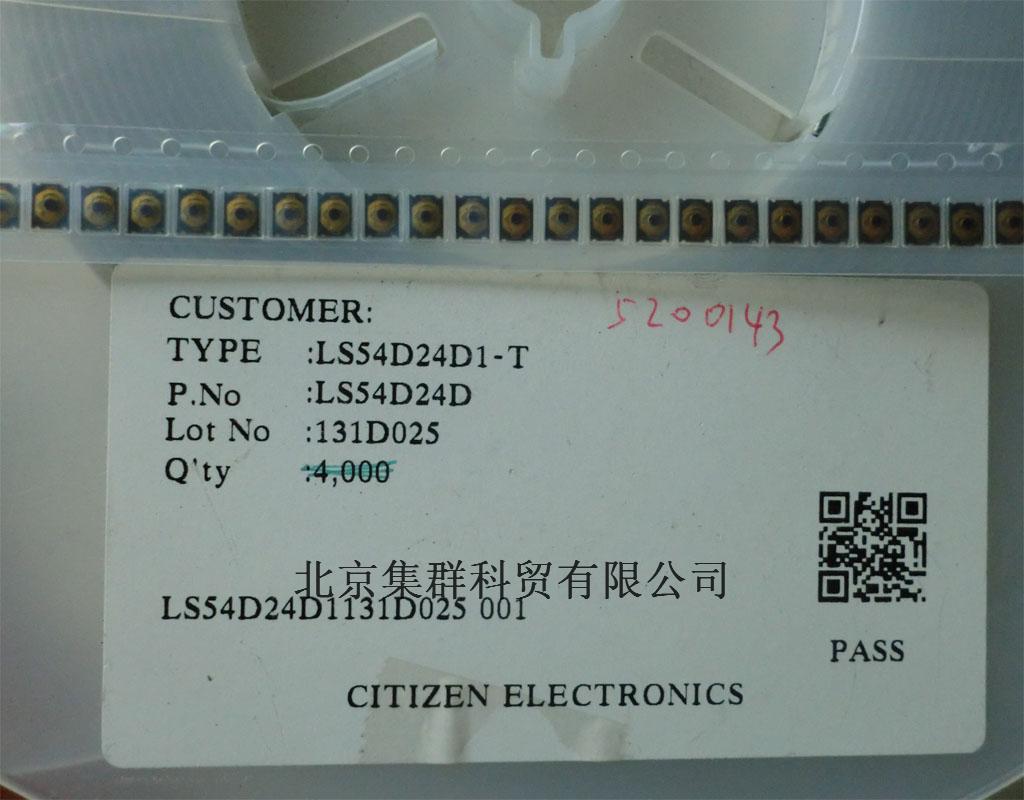 CUSTOMER:
5200143
TYPE :LS54D24D1-T
P.No :LS54D24D
Lot No :131D025
Q'ty :4,000
北京集群科贸有限公司
LS54D24D1131D025 001
PASS
CITIZEN ELECTRONICS